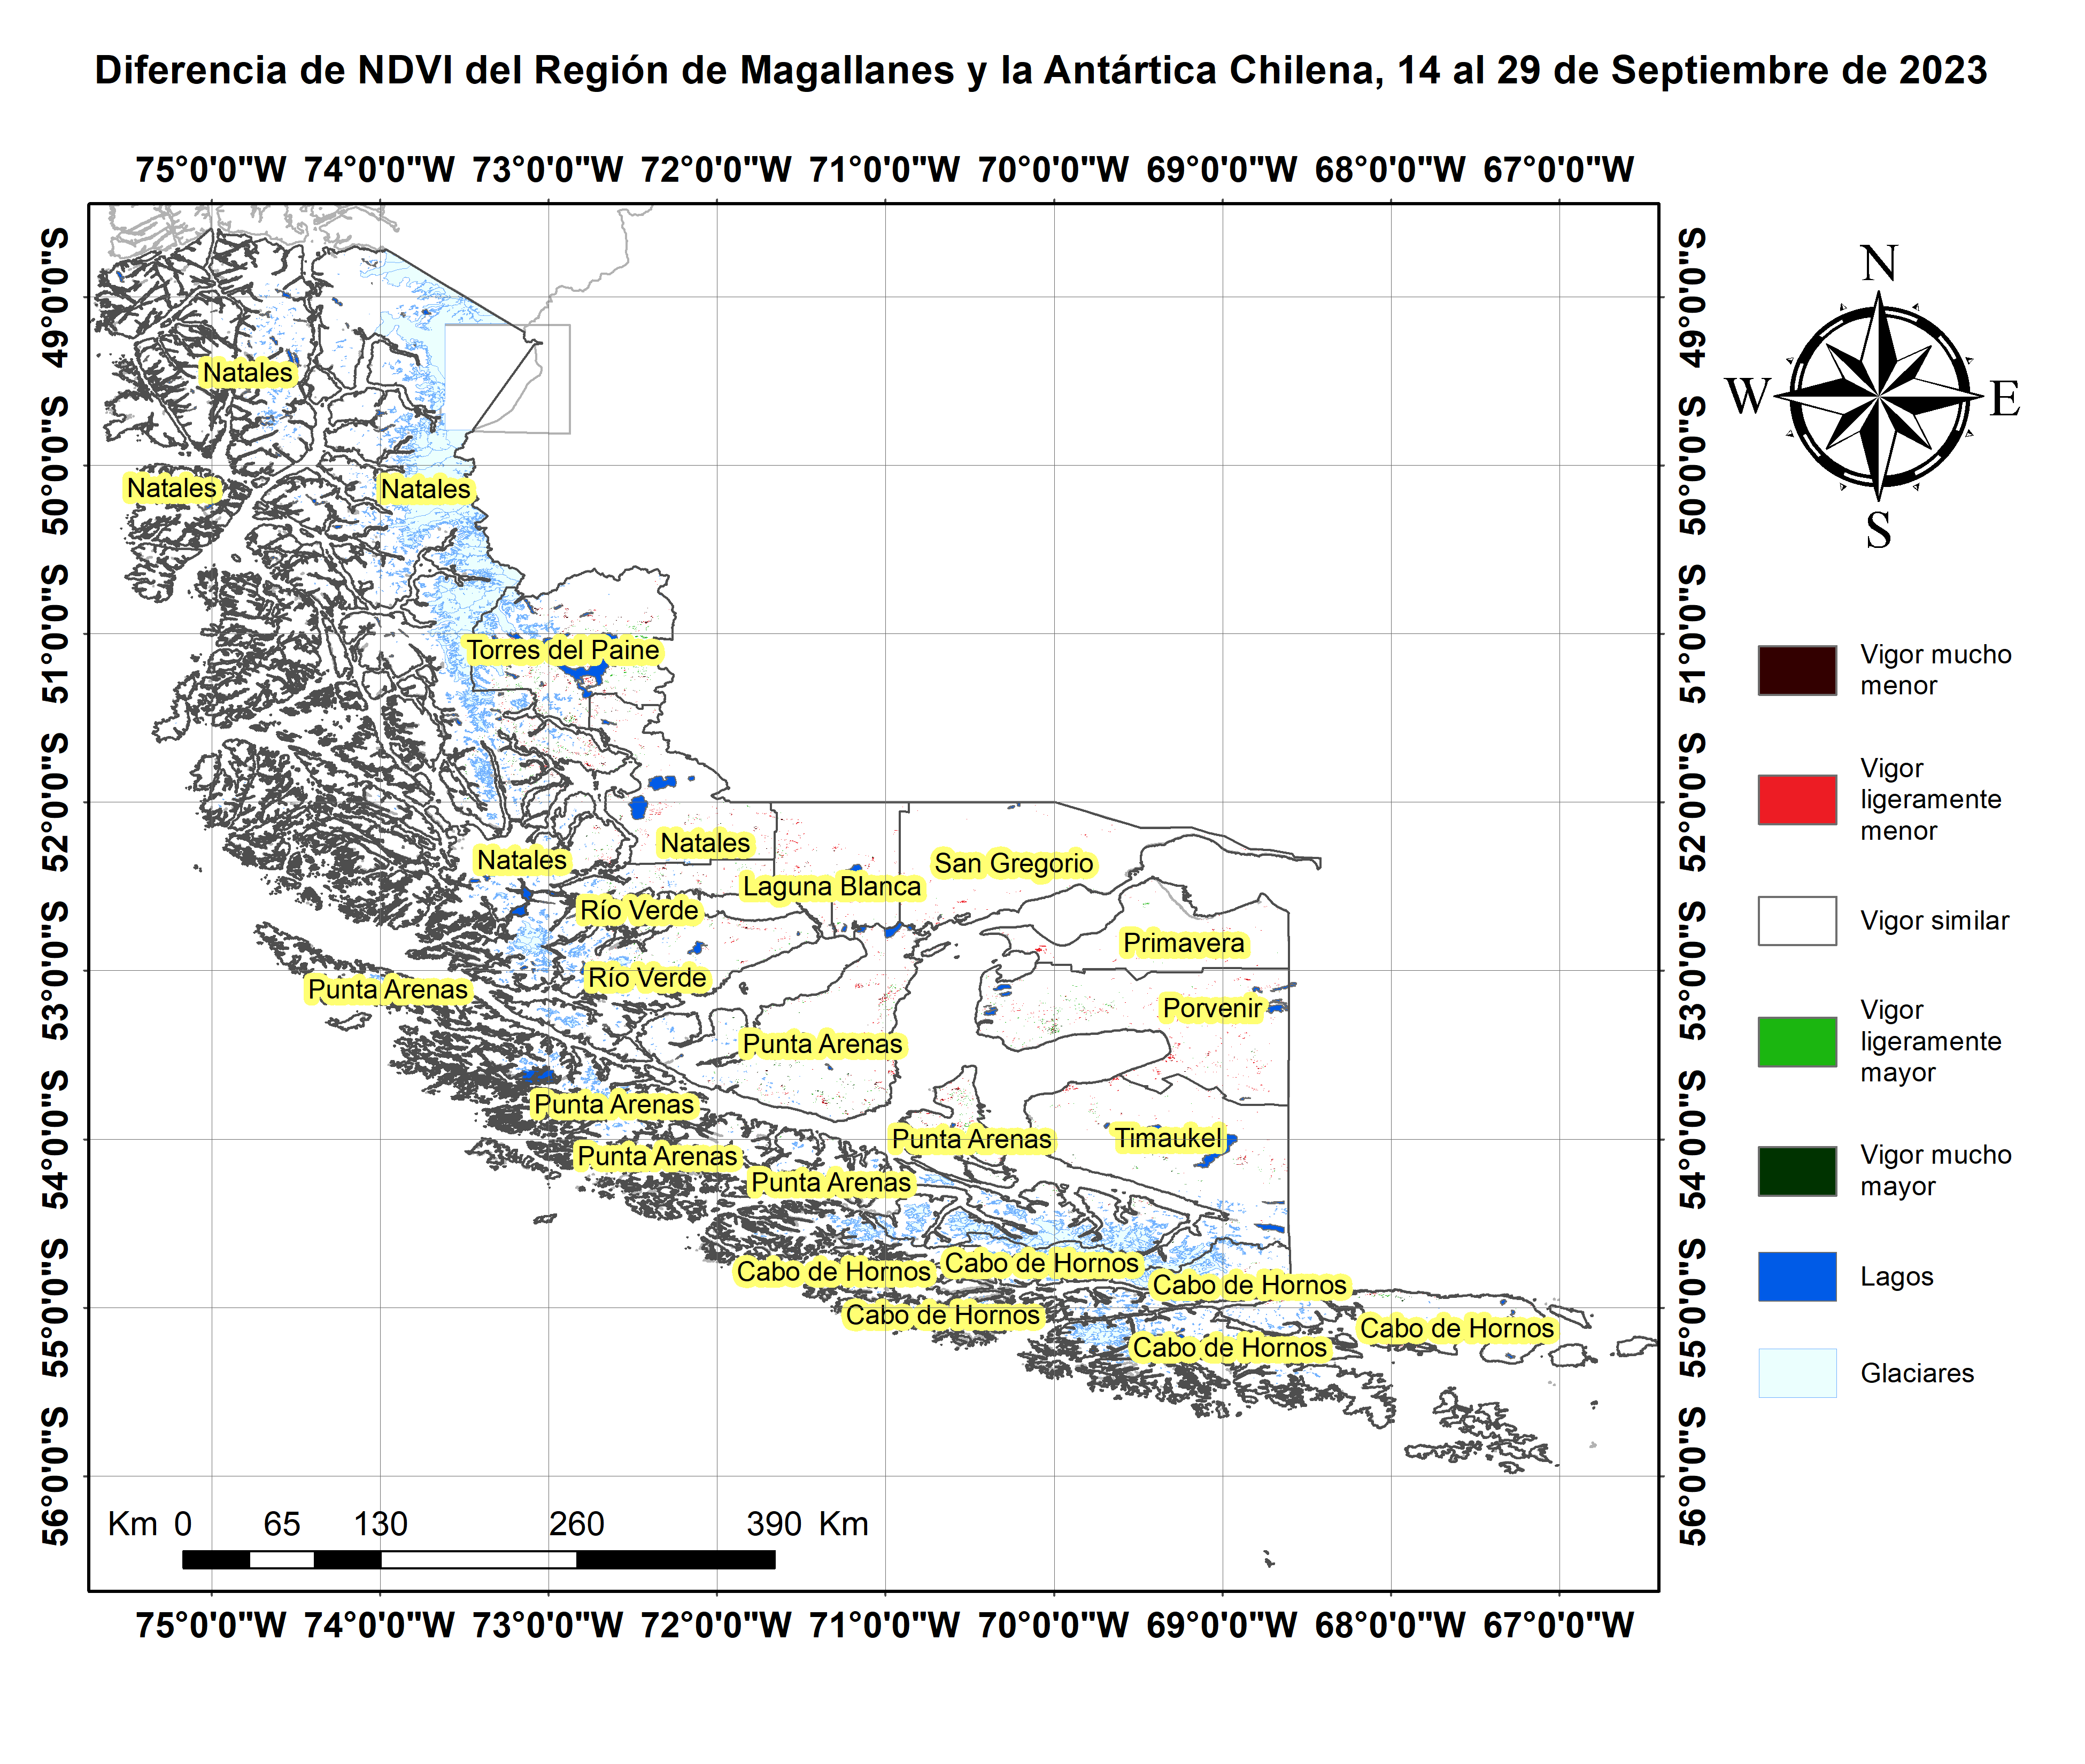 Diferencia de NDVI del Región de Magallanes y la Antártica Chilena, 14 al 29 de Septiembre de 2023
75°0'0"W 74°0'0"W 73°0'0"W 72°0'0"W 71°0'0"W 70°0'0"W 69°0'0"W 68°0'0"W 67°0'0"W
49°0'0"S
50°0'0"S
51°0'0"S
52°0'0"S
53°0'0"S
54°0'0"S
55°0'0"S
56°0'0"S
Natales
Natales
Natales
Torres del Paine
Natales
Natales
San Gregorio
Laguna Blanca
Río Verde
Primavera
Río Verde
Punta Arenas
Porvenir
Punta Arenas
Punta Arenas
Punta Arenas
Timaukel
Punta Arenas
Punta Arenas
Cabo de Hornos
Cabo de Hornos
Cabo de Hornos
Cabo de Hornos
Cabo de Hornos
Cabo de Hornos
Km 0 65 130 260 390 Km
75°0'0"W 74°0'0"W 73°0'0"W 72°0'0"W 71°0'0"W 70°0'0"W 69°0'0"W 68°0'0"W 67°0'0"W
49°0'0"S
50°0'0"S
51°0'0"S
52°0'0"S
53°0'0"S
54°0'0"S
55°0'0"S
56°0'0"S
N
W E
S
Vigor mucho
menor
Vigor
ligeramente
menor
Vigor similar
Vigor
ligeramente
mayor
Vigor mucho
mayor
Lagos
Glaciares